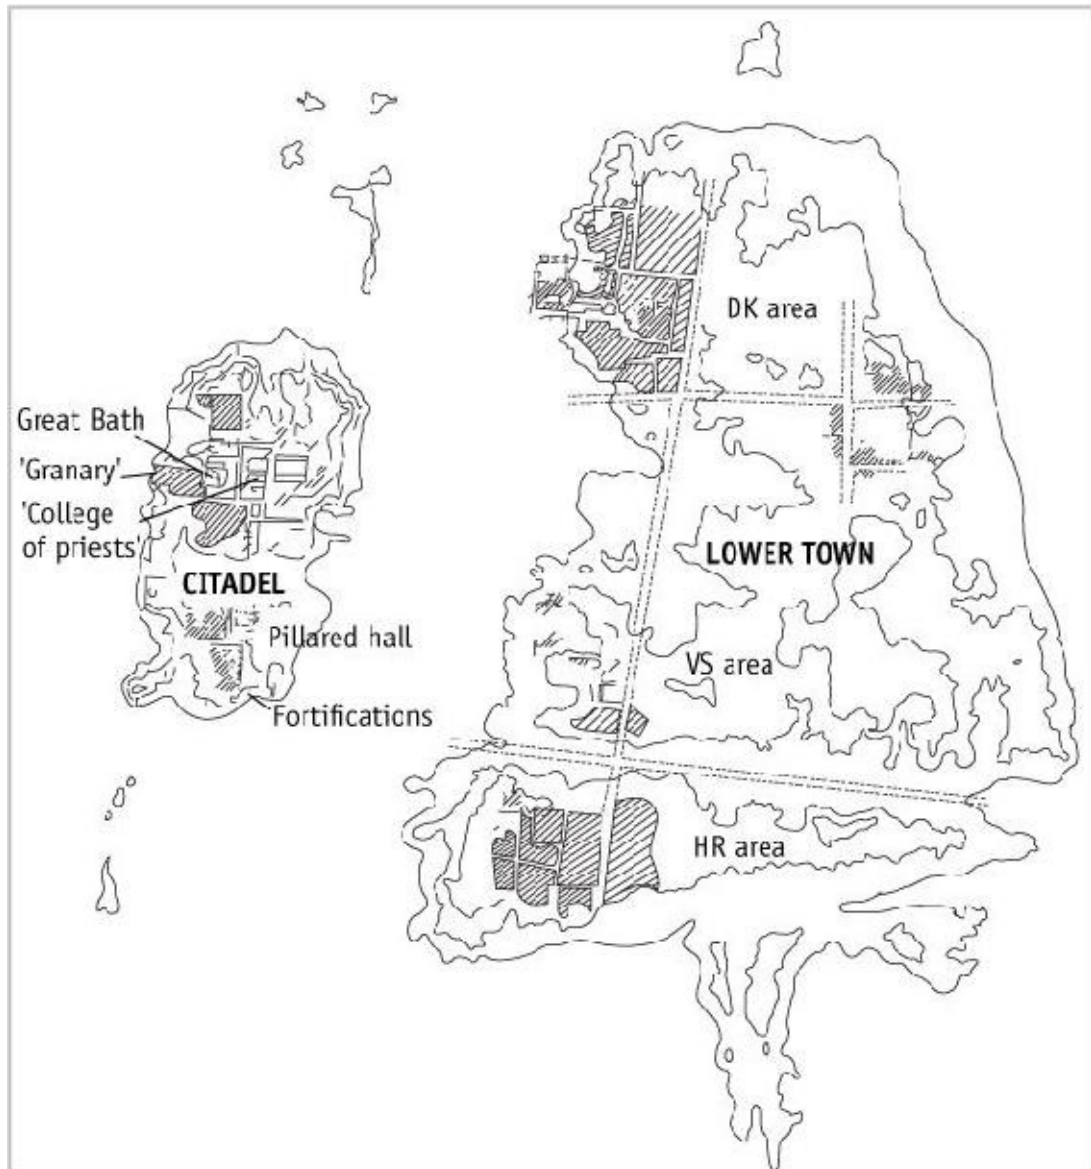 DK area
Great Bath
'Granary'
'College
of priests'
CITADEL
LOWER TOWN
Pillared hall
VS area
Fortifications
HR area